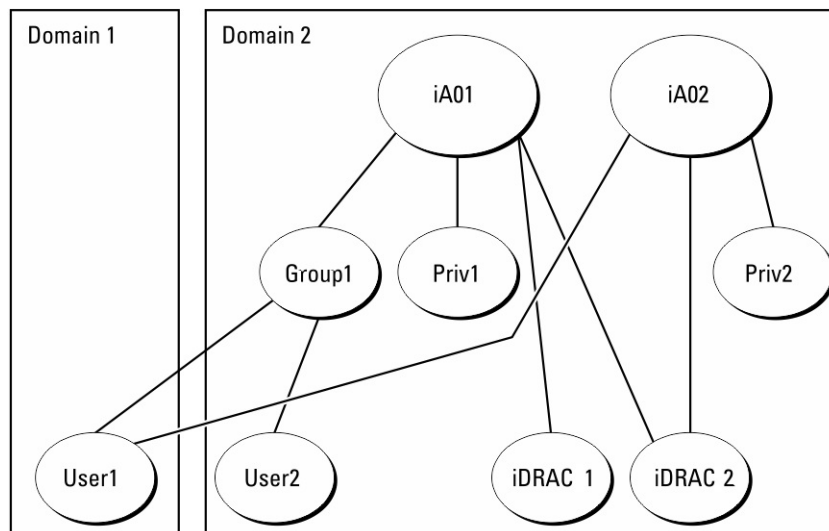 Domain 1
Domain 2
iA01
iA02
Group1
Priv1
Priv2
User1
User2
iDRAC 1
iDRAC 2